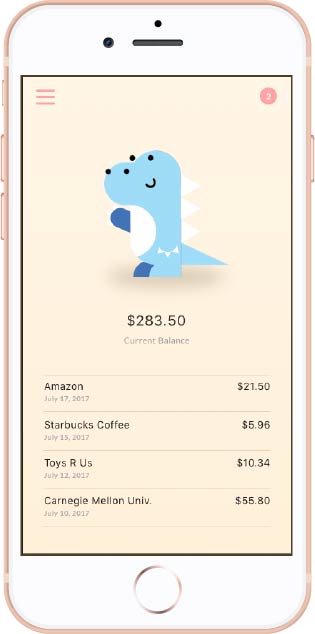 2
$283.50
Current Balance
Amazon $21.50
July 17, 2017
Starbucks Coffee $5.96
July 15, 2017
Toys R Us $10.34
July 12, 2017
Carnegie Mellon Univ. $55.80
July 10, 2017